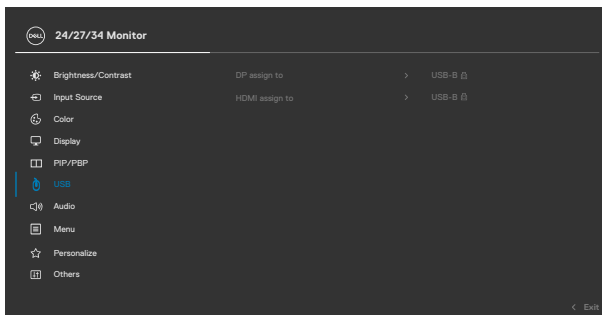 DELL 24/27/34 Monitor
Brightness/Contrast DP assign to > USB-B
Input Source HDMI assign to > USB-B
Color
Display
PIP/PBP
USB
Audio
Menu
Personalize
Others
< Exit